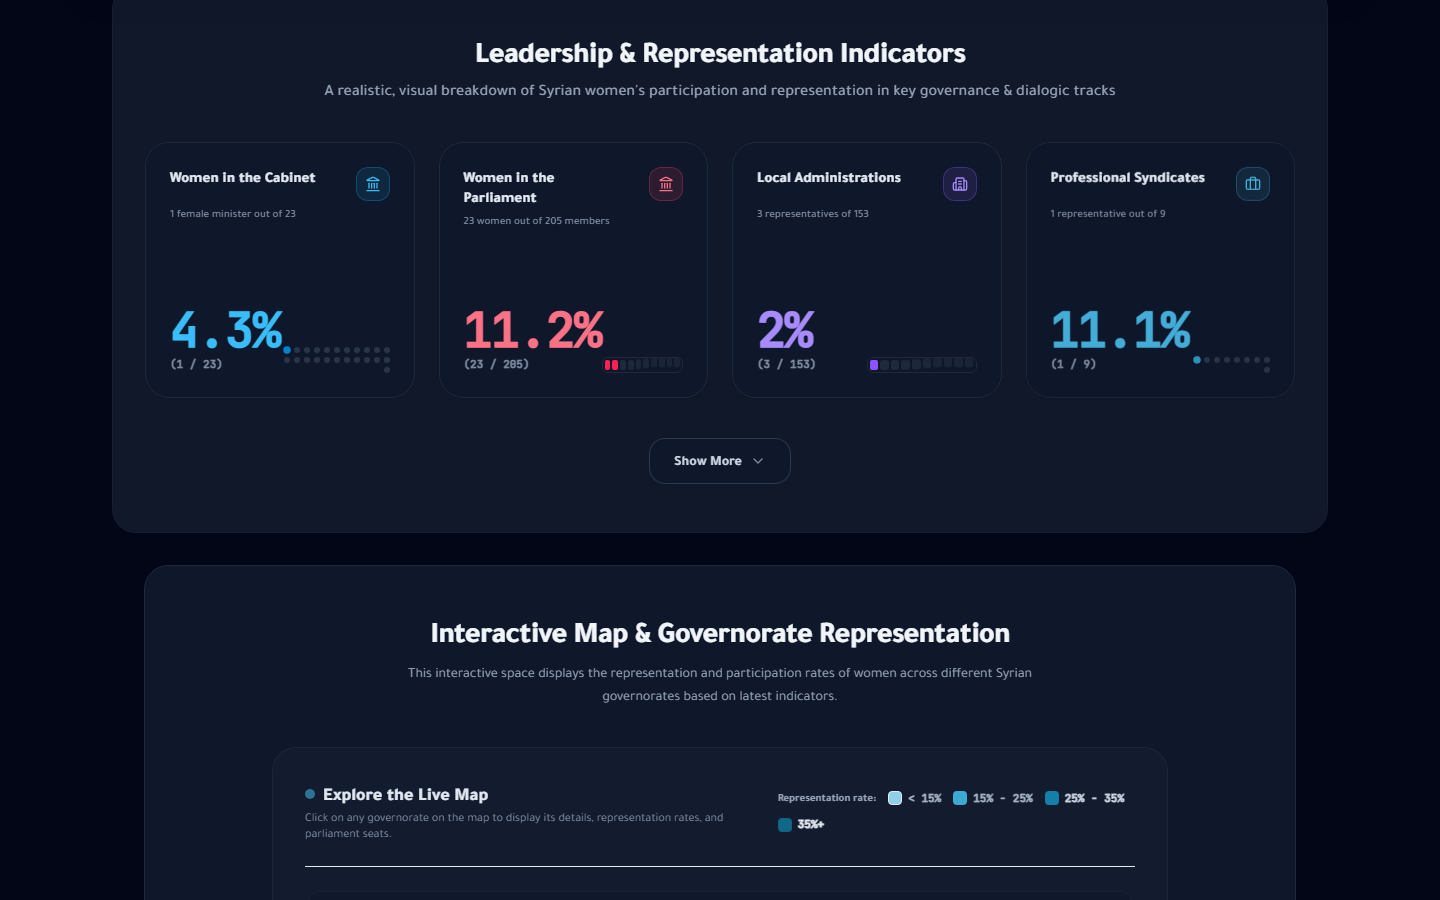 Leadership & Representation Indicators
A realistic, visual breakdown of Syrian women's participation and representation in key governance & dialogic tracks
Women in the Cabinet
1 female minister out of 23
4.3%
(1 / 23)
Women in the
Parliament
23 women out of 205 members
11.2%
(23 / 205)
Local Administrations
3 representatives of 153
2%
(3 / 153)
Professional Syndicates
1 representative out of 9
11.1%
(1 / 9)
Show More
Interactive Map & Governorate Representation
This interactive space displays the representation and participation rates of women across different Syrian
governorates based on latest indicators.
Explore the Live Map
Click on any governorate on the map to display its details, representation rates, and
parliament seats.
Representation rate: < 15% 15% - 25% 25% - 35%
35%+